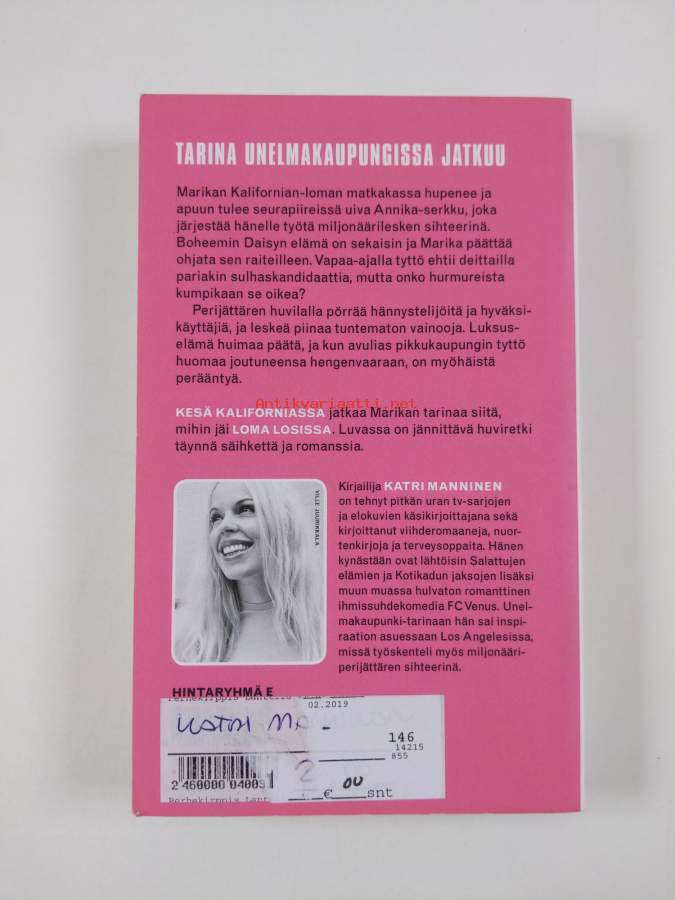 TARINA UNELMAKAUPUNGISSA JATKUU
Marikan Kalifornian-loman matkakassa hupenee ja
apuun tulee seurapiireissä uiva Annika-serkku, joka
järjestää hänelle työtä miljonäärilesken sihteerinä.
Boheemin Daisyn elämä on sekaisin ja Marika päättää
ohjata sen raiteilleen. Vapaa-ajalla tyttö ehtii deittailla
pariakin sulhaskandidaattia, mutta onko hurmureista
kumpikaan se oikea?
Perijättären huvilalla pörrää hännystelijöitä ja hyväksi-
käyttäjiä, ja leskeä piinaa tuntematon vainooja. Luksus-
elämä huimaa päätä, ja kun avulias pikkukaupungin tyttö
huomaa joutuneensa hengenvaaraan, on myöhäistä
perääntyä.
Antikvariaatti.net
KESÄ KALIFORNIASSA jatkaa Marikan tarinaa siitä,
mihin jäi LOMA LOSISSA. Luvassa on jännittävä huviretki
täynnä säihkettä ja romanssia.
VILLE JUURIKKALA
Kirjailija KATRI MANNINEN
on tehnyt pitkän uran tv-sarjojen
ja elokuvien käsikirjoittajana sekä
kirjoittanut viihderomaaneja, nuor-
tenkirjoja ja terveysoppaita. Hänen
kynästään ovat lähtöisin Salattujen
elämien ja Kotikadun jaksojen lisäksi
muun muassa hulvaton romanttinen
ihmissuhdekomedia FC Venus. Unel-
makaupunki-tarinaan hän sai inspi-
raation asuessaan Los Angelesissa,
missä työskenteli myös miljonääri-
perijättären sihteerinä.
HINTARYHMÄ E
02.2019
146
14215
855
2 460000 04005
2 € 00 snt
Perhekirppis